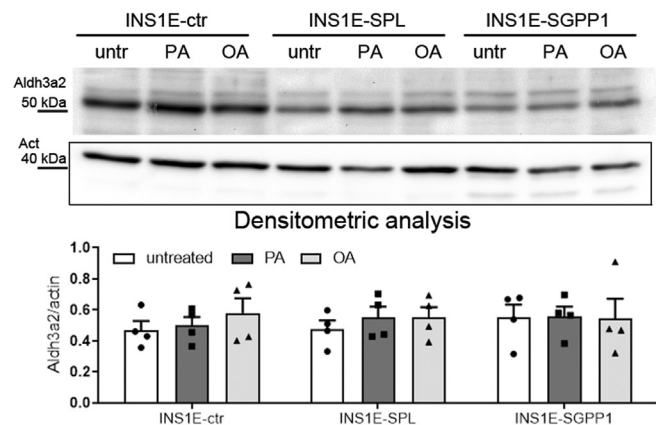 INS1E-ctr INS1E-SPL INS1E-SGPP1
untr PA OA untr PA OA untr PA OA
Aldh3a2
50 kDa
Act
40 kDa
Densitometric analysis
untreated PA OA
1.0
0.8
0.6
0.4
0.2
0.0
Aldh3a2/actin
INS1E-ctr INS1E-SPL INS1E-SGPP1